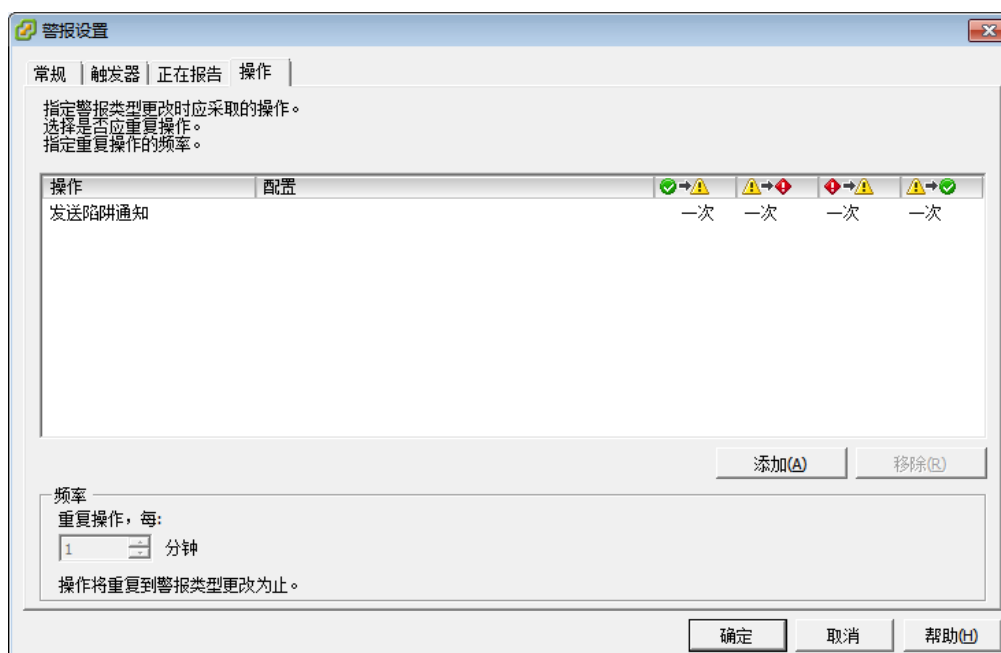 警报设置
常规 触发器 正在报告 操作
指定警报类型更改时应采取的操作。
选择是否应重复操作。
指定重复操作的频率。
操作 配置
发送陷阱通知 一次 一次 一次 一次
添加(A) 移除(R)
频率
重复操作，每:
1 分钟
操作将重复到警报类型更改为止。
确定 取消 帮助(H)